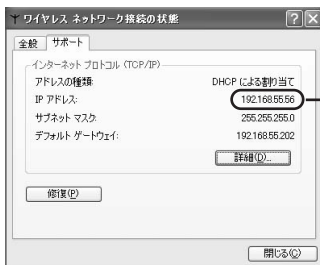 ワイヤレス ネットワーク接続の状態
全般 サポート
インターネット プロトコル (TCP/IP)
アドレスの種類: DHCP による割り当て
IP アドレス: 192.168.55.56
サブネット マスク: 255.255.255.0
デフォルト ゲートウェイ: 192.168.55.202
詳細(D)...
修復(P)
閉じる(C)